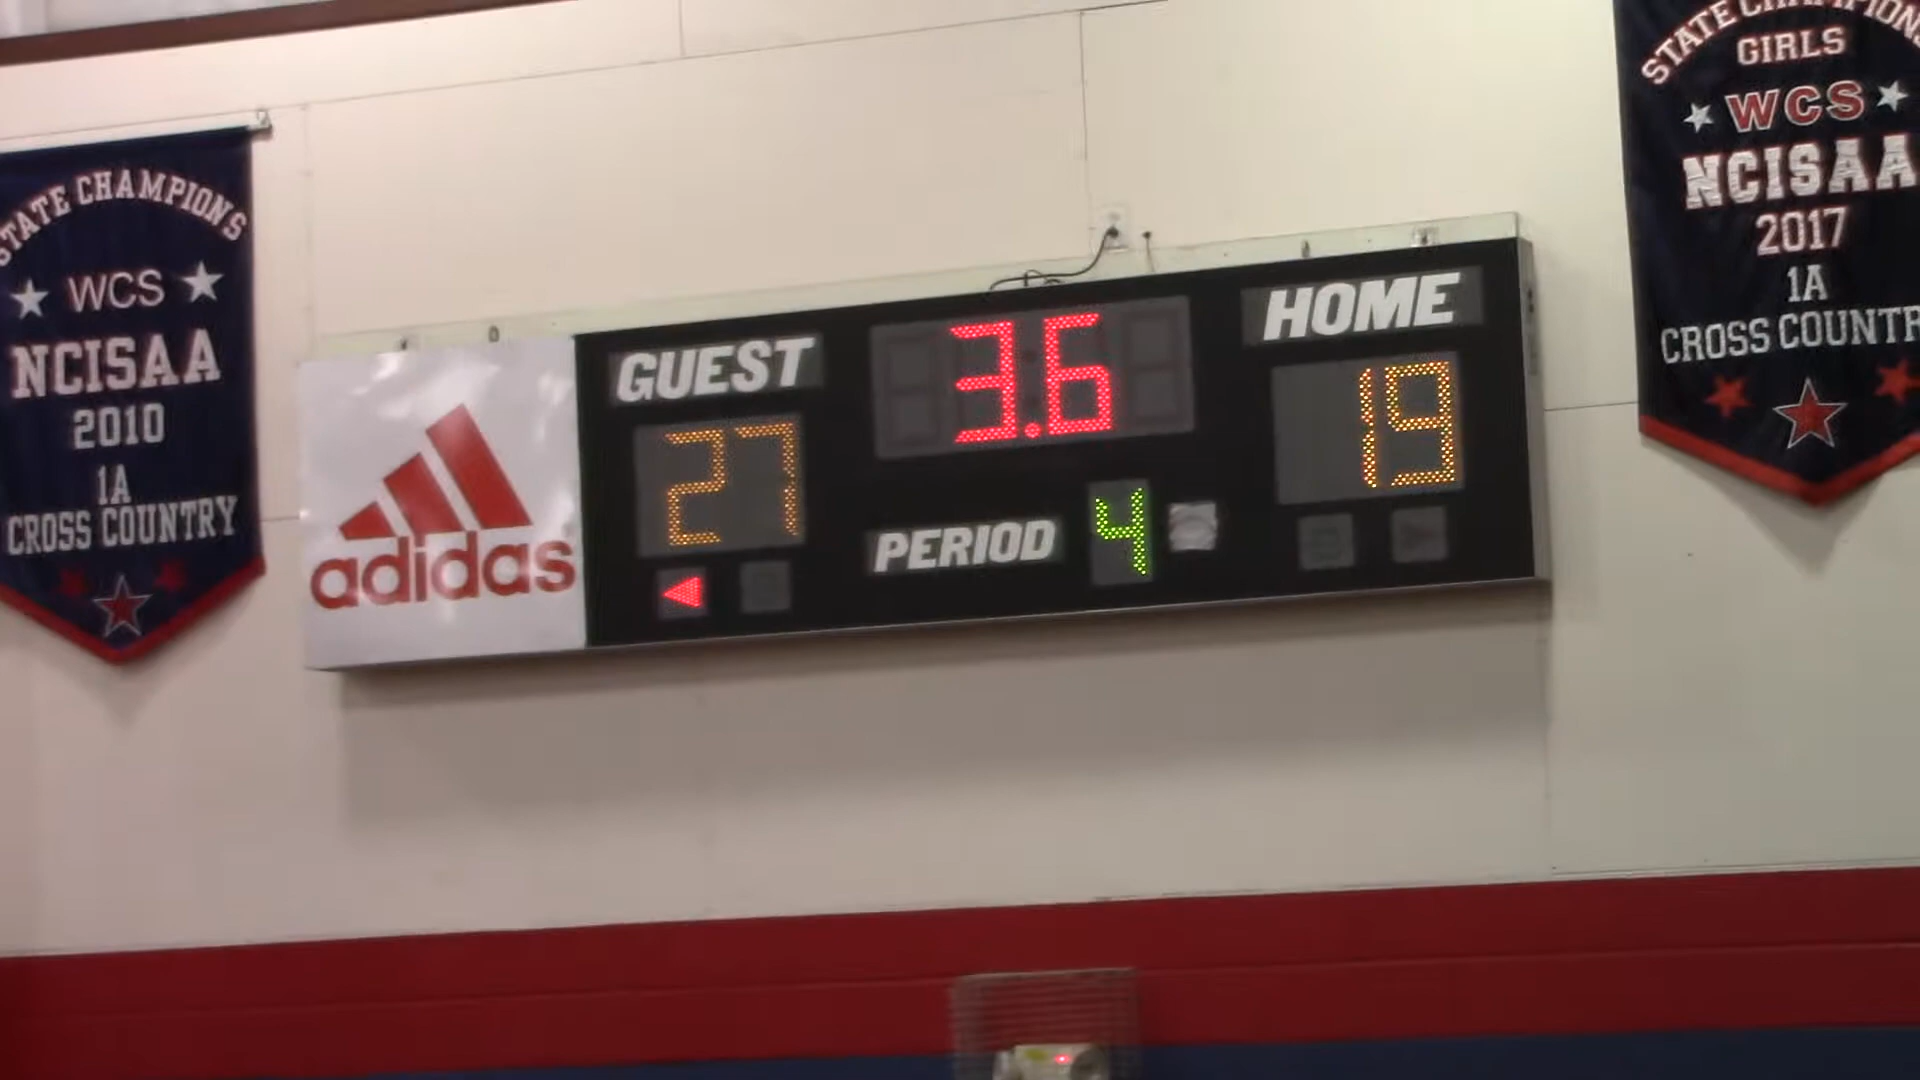 STATE CHAMPIONS
WCS
NCISAA
2010
1A
CROSS COUNTRY
adidas
GUEST
27
3.6
PERIOD 4
HOME
19
STATE CHAMPIONS
GIRLS
WCS
NCISAA
2017
1A
CROSS COUNTR